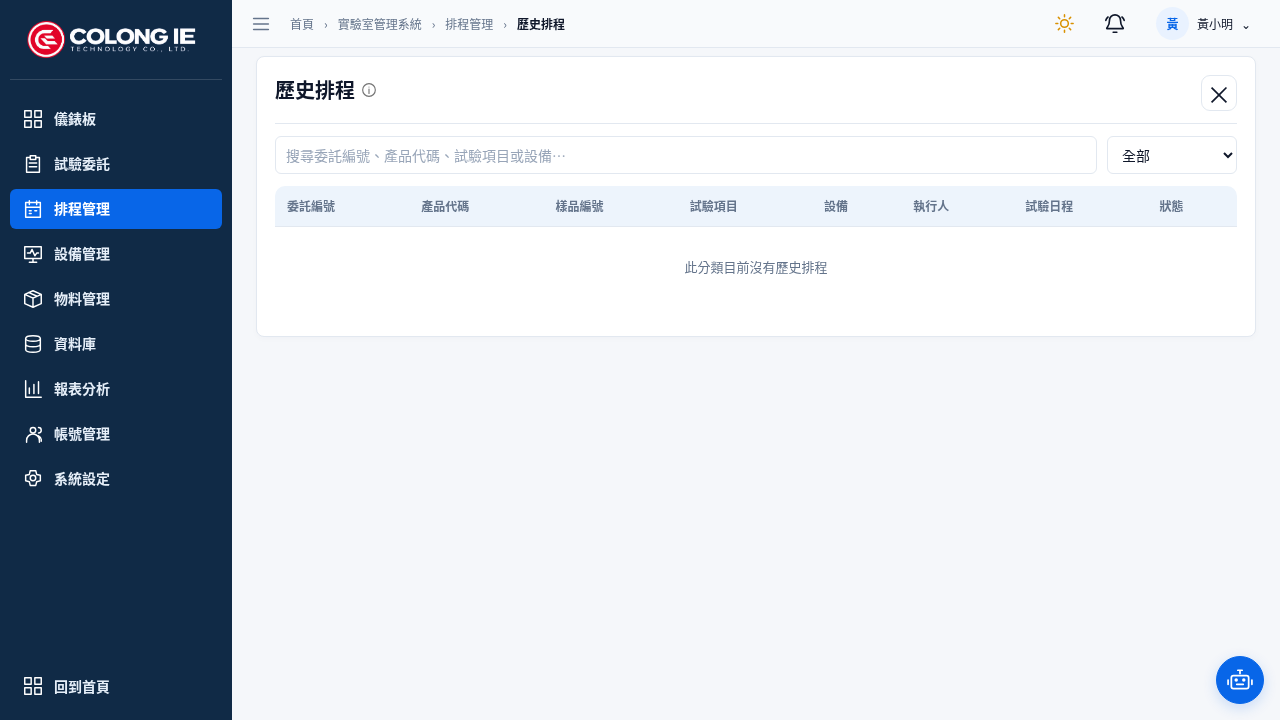 COLONG IE
TECHNOLOGY CO., LTD.
儀錶板
試驗委託
排程管理
設備管理
物料管理
資料庫
報表分析
帳號管理
系統設定
回到首頁
首頁 › 實驗室管理系統 › 排程管理 › 歷史排程
黃 黃小明
歷史排程
搜尋委託編號、產品代碼、試驗項目或設備⋯
全部
委託編號 產品代碼 樣品編號 試驗項目 設備 執行人 試驗日程 狀態
此分類目前沒有歷史排程